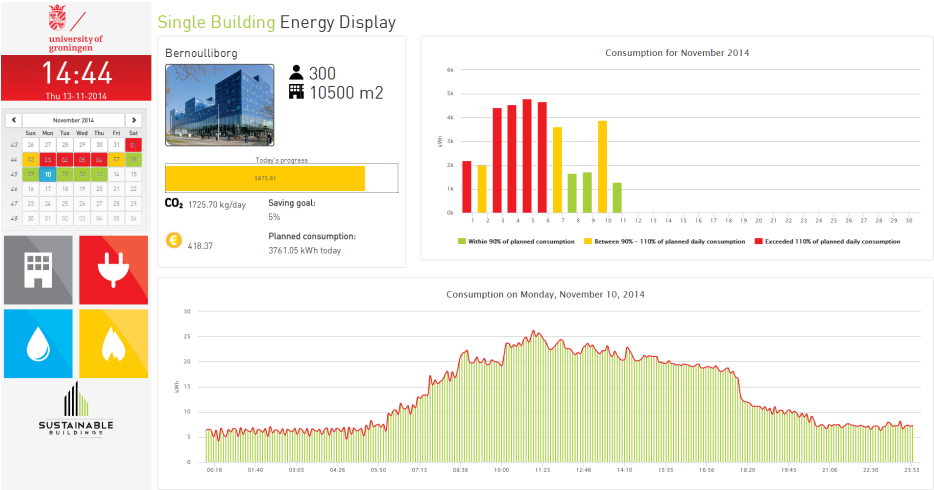 university of
groningen
14:44
Thu 13-11-2014
November 2014
Sun Mon Tue Wed Thu Fri Sat
43 26 27 28 29 30 31 01
44 02 03 04 05 06 07 08
45 09 10 11 12 13 14 15
46 16 17 18 19 20 21 22
47 23 24 25 26 27 28 29
48 30 01 02 03 04 05 06
SUSTAINABLE
BUILDINGS
Single Building Energy Display
Bernoulliborg
300
10500 m2
Today's progress
3873.81
CO₂ 1725.70 kg/day
Saving goal:
5%
418.37
Planned consumption:
3761.05 kWh today
Consumption for November 2014
6k
5k
4k
3k
2k
1k
0k
kWh
1 2 3 4 5 6 7 8 9 10 11 12 13 14 15 16 17 18 19 20 21 22 23 24 25 26 27 28 29 30
Within 90% of planned consumption Between 90% - 110% of planned daily consumption Exceeded 110% of planned daily consumption
Consumption on Monday, November 10, 2014
30
25
20
15
10
5
0
kWh
00:16 01:40 03:03 04:26 05:50 07:13 08:36 10:00 11:23 12:46 14:10 15:33 16:56 18:20 19:43 21:06 22:30 23:53